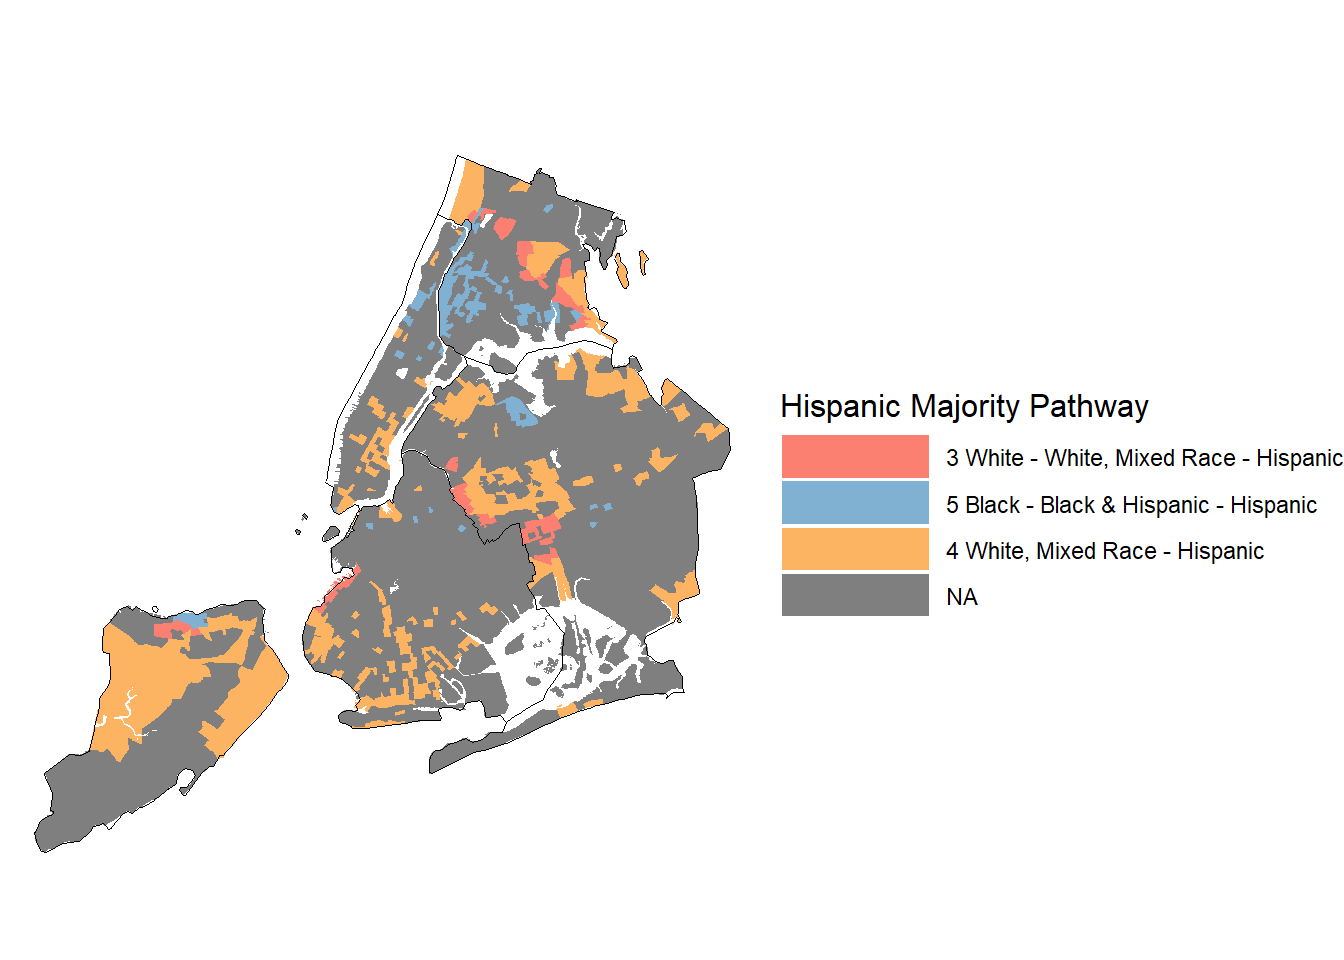 Hispanic Majority Pathway
3 White - White, Mixed Race - Hispanic
5 Black - Black & Hispanic - Hispanic
4 White, Mixed Race - Hispanic
NA